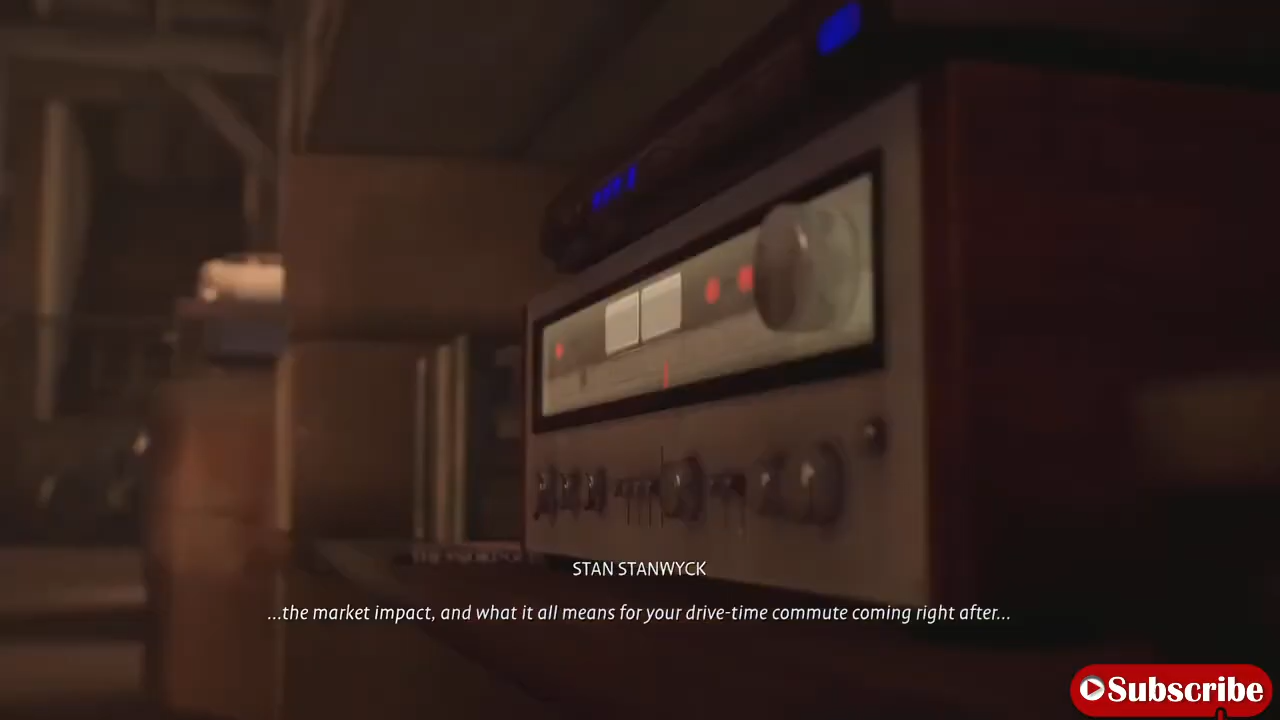 STAN STANWYCK
...the market impact, and what it all means for your drive-time commute coming right after...
Subscribe